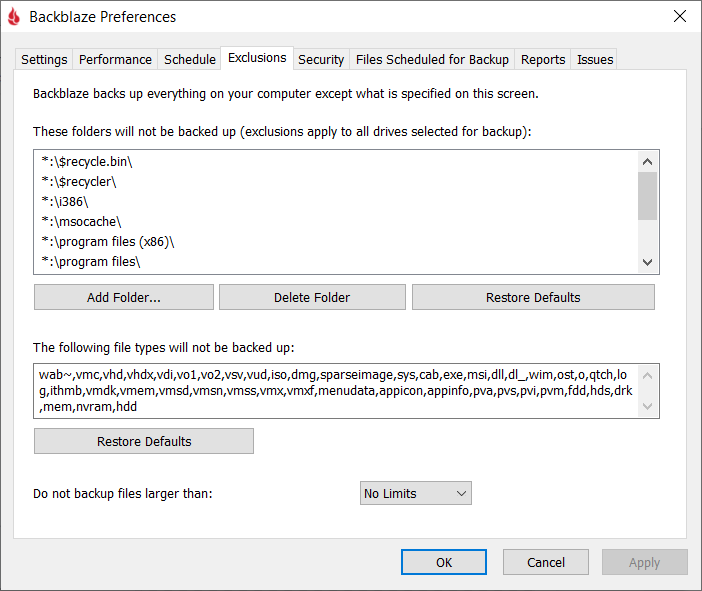 Backblaze Preferences
Settings Performance Schedule Exclusions Security Files Scheduled for Backup Reports Issues
Backblaze backs up everything on your computer except what is specified on this screen.
These folders will not be backed up (exclusions apply to all drives selected for backup):
*:\$recycle.bin\
*:\$recycler\
*:\i386\
*:\msocache\
*:\program files (x86)\
*:\program files\
Add Folder... Delete Folder Restore Defaults
The following file types will not be backed up:
wab~,vmc,vhd,vhdx,vdi,vo1,vo2,vsv,vud,iso,dmg,sparseimage,sys,cab,exe,msi,dll,dl_,wim,ost,o,qtch,lo
g,ithmb,vmdk,vmem,vmsd,vmsn,vmss,vmx,vmxf,menudata,appicon,appinfo,pva,pvs,pvi,pvm,fdd,hds,drk
,mem,nvram,hdd
Restore Defaults
Do not backup files larger than: No Limits
OK Cancel Apply